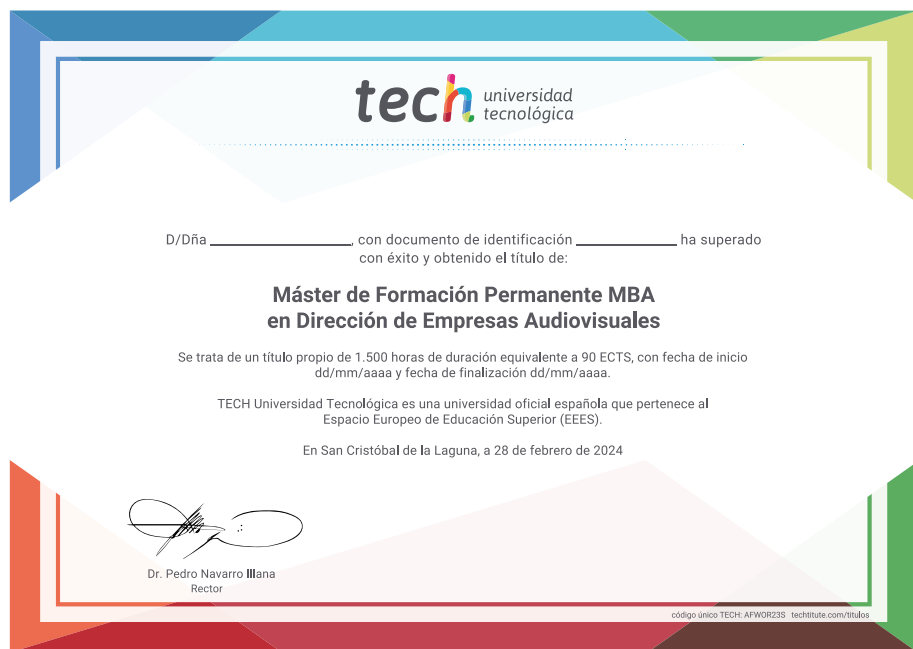 tech universidad
tecnológica
D/Dña ____________________, con documento de identificación ______________ ha superado
con éxito y obtenido el título de:
Máster de Formación Permanente MBA
en Dirección de Empresas Audiovisuales
Se trata de un título propio de 1.500 horas de duración equivalente a 90 ECTS, con fecha de inicio
dd/mm/aaaa y fecha de finalización dd/mm/aaaa.
TECH Universidad Tecnológica es una universidad oficial española que pertenece al
Espacio Europeo de Educación Superior (EEES).
En San Cristóbal de la Laguna, a 28 de febrero de 2024
Dr. Pedro Navarro Illana
Rector
código único TECH: AFWOR23S techtitute.com/titulos